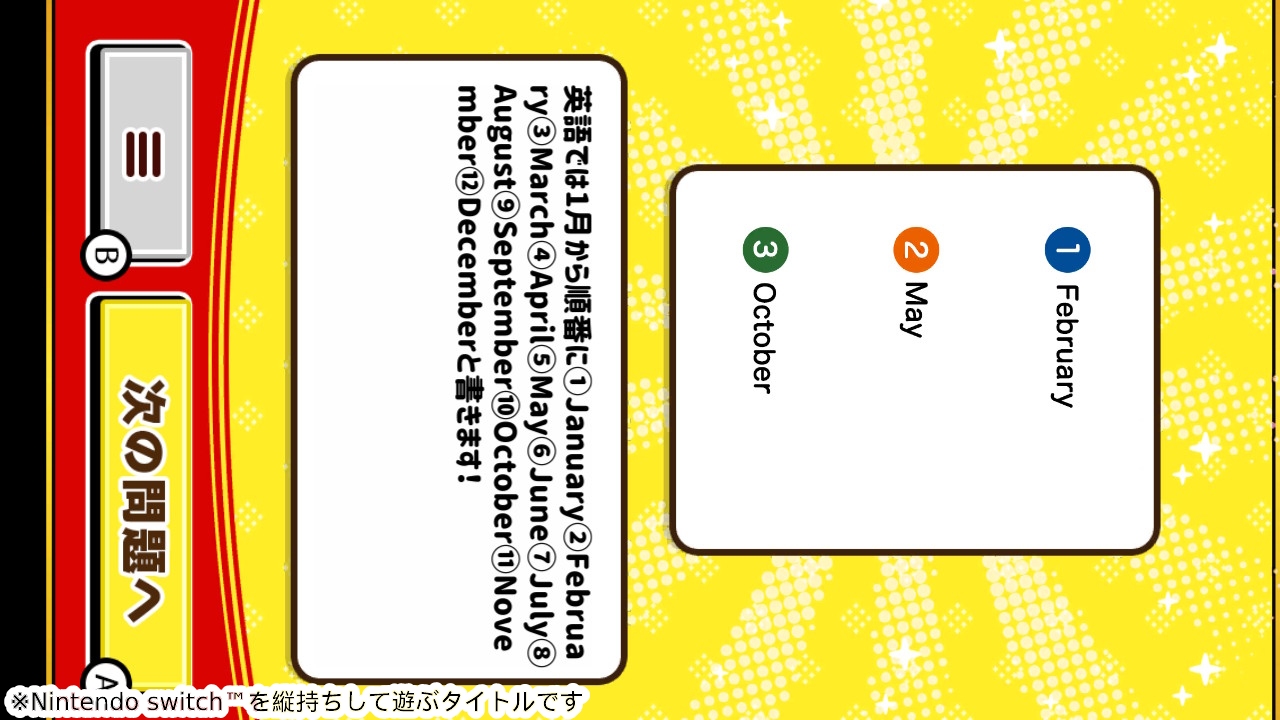 1 February
2 May
3 October
英語では1月から順番に①January②Februa
ry③March④April⑤May⑥June⑦July⑧
August⑨September⑩October⑪Nove
mber⑫Decemberと書きます!
B
A
次の問題へ
※Nintendo switch™を縦持ちして遊ぶタイトルです